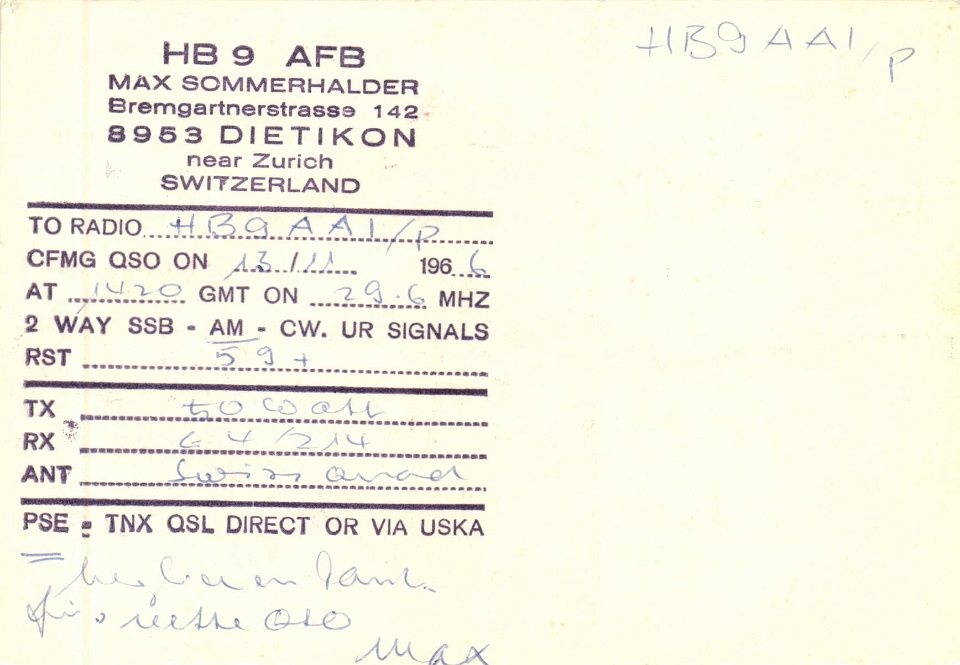 HB9AAI/P
HB 9 AFB
MAX SOMMERHALDER
Bremgartnerstrasse 142
8953 DIETIKON
near Zurich
SWITZERLAND
TO RADIO HB9AAI/P
CFMG QSO ON 13/11 1966
AT 1420 GMT ON 29.6 MHZ
2 WAY SSB - AM - CW. UR SIGNALS
RST 59+
TX 50 Watt
RX 4/214
ANT Swiss Quad
PSE - TNX QSL DIRECT OR VIA USKA
herzlichen Dank
für nette QSO
Max